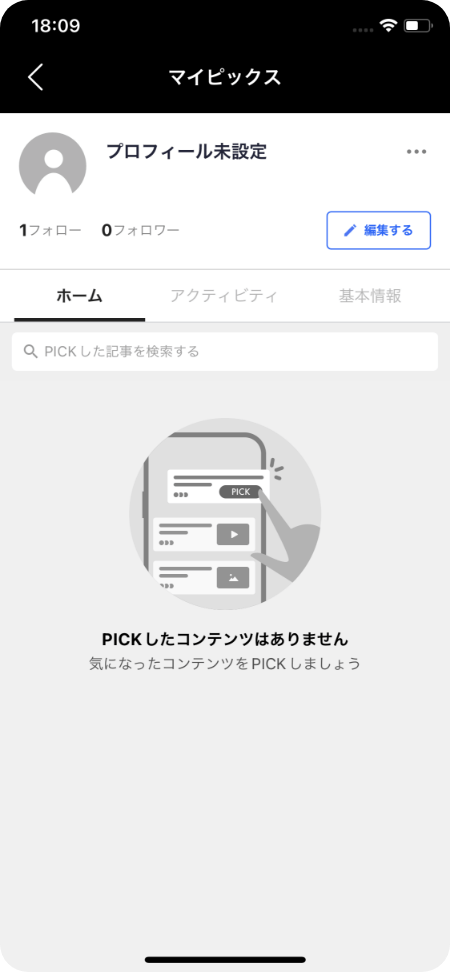 18:09
マイピックス
プロフィール未設定
1フォロー 0フォロワー 編集する
ホーム アクティビティ 基本情報
PICKした記事を検索する
PICK
PICKしたコンテンツはありません
気になったコンテンツをPICKしましょう